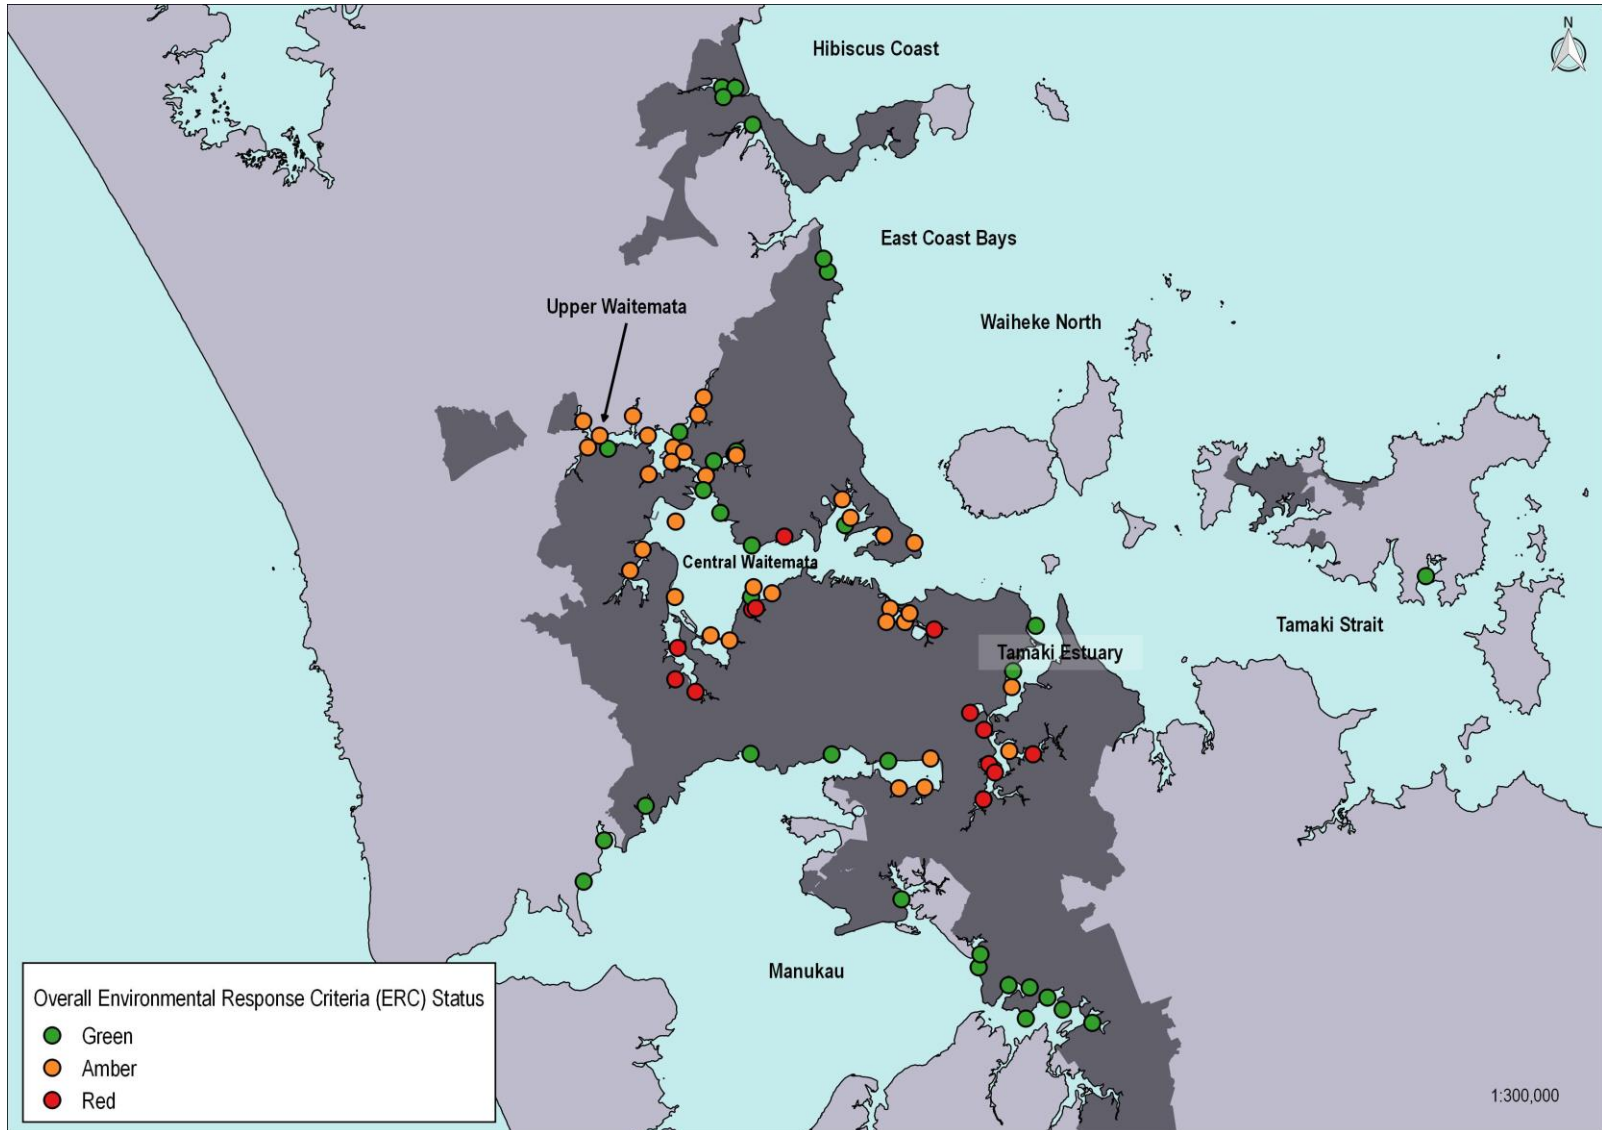 N
Hibiscus Coast
East Coast Bays
Upper Waitemata
Waiheke North
Central Waitemata
Tamaki Strait
Tamaki Estuary
Manukau
Overall Environmental Response Criteria (ERC) Status
Green
Amber
Red
1:300,000